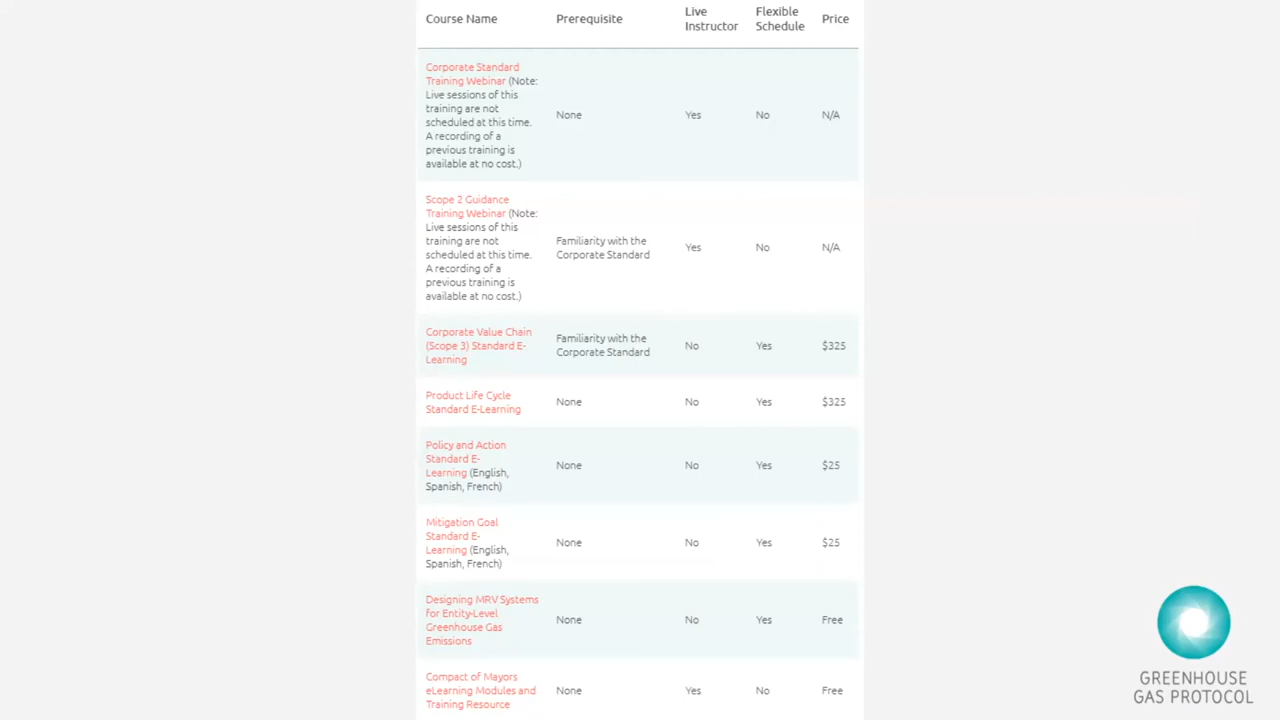 Course Name
Prerequisite
Live
Instructor
Flexible
Schedule
Price
Corporate Standard
Training Webinar (Note:
Live sessions of this
training are not
scheduled at this time.
A recording of a
previous training is
available at no cost.)
None
Yes
No
N/A
Scope 2 Guidance
Training Webinar (Note:
Live sessions of this
training are not
scheduled at this time.
A recording of a
previous training is
available at no cost.)
Familiarity with the
Corporate Standard
Yes
No
N/A
Corporate Value Chain
(Scope 3) Standard E-
Learning
Familiarity with the
Corporate Standard
No
Yes
$325
Product Life Cycle
Standard E-Learning
None
No
Yes
$325
Policy and Action
Standard E-
Learning (English,
Spanish, French)
None
No
Yes
$25
Mitigation Goal
Standard E-
Learning (English,
Spanish, French)
None
No
Yes
$25
Designing MRV Systems
for Entity-Level
Greenhouse Gas
Emissions
None
No
Yes
Free
Compact of Mayors
eLearning Modules and
Training Resource
None
Yes
No
Free
GREENHOUSE
GAS PROTOCOL